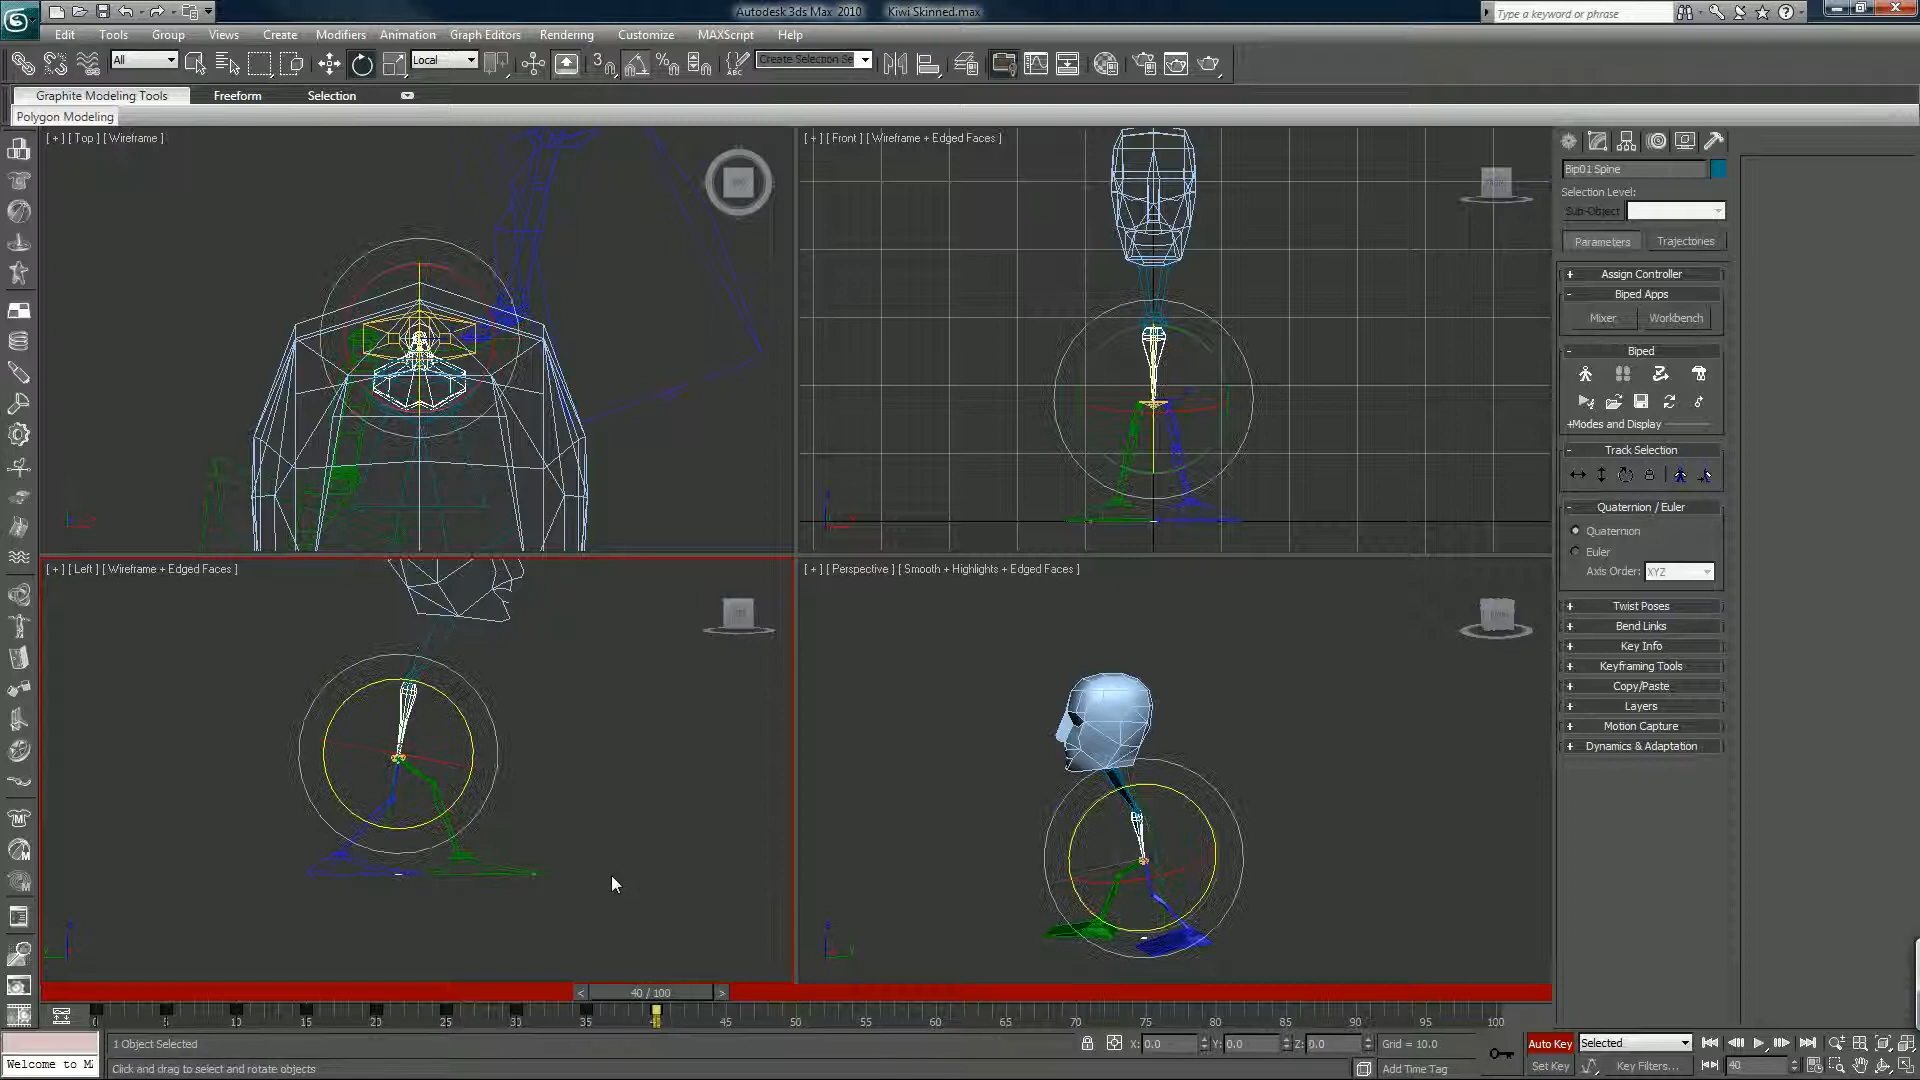 Autodesk 3ds Max 2010 Kiwi Skinned.max
Type a keyword or phrase
Edit Tools Group Views Create Modifiers Animation Graph Editors Rendering Customize MAXScript Help
All
Local
Create Selection Se
Graphite Modeling Tools Freeform Selection
Polygon Modeling
[ + ] [ Top ] [ Wireframe ]
[ + ] [ Front ] [ Wireframe + Edged Faces ]
[ + ] [ Left ] [ Wireframe + Edged Faces ]
[ + ] [ Perspective ] [ Smooth + Highlights + Edged Faces ]
Bip01 Spine
Selection Level:
Sub-Object
Parameters Trajectories
+ Assign Controller
- Biped Apps
Mixer Workbench
- Biped
+Modes and Display
- Track Selection
- Quaternion / Euler
Quaternion
Euler
Axis Order: XYZ
+ Twist Poses
+ Bend Links
+ Key Info
+ Keyframing Tools
+ Copy/Paste
+ Layers
+ Motion Capture
+ Dynamics & Adaptation
< 40 / 100 >
0 5 10 15 20 25 30 35 45 50 55 60 65 70 75 80 85 90 95 100
1 Object Selected
X: 0.0 Y: 0.0 Z: 0.0 Grid = 10.0
Auto Key Selected
Welcome to M
Click and drag to select and rotate objects
Add Time Tag
Set Key Key Filters... 40